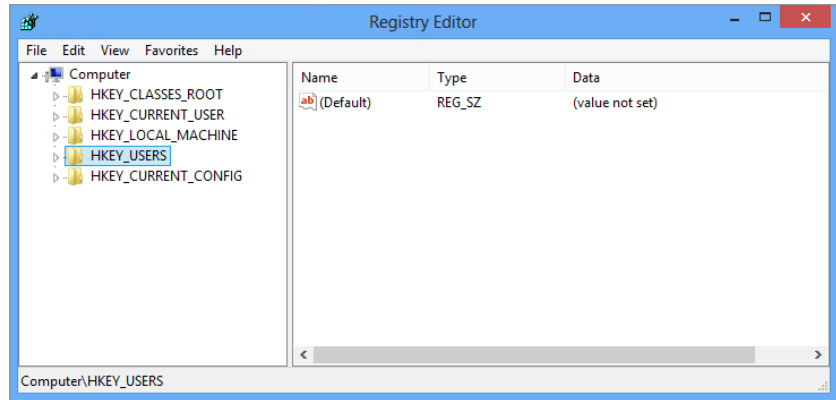 Registry Editor
File Edit View Favorites Help
Computer
HKEY_CLASSES_ROOT
HKEY_CURRENT_USER
HKEY_LOCAL_MACHINE
HKEY_USERS
HKEY_CURRENT_CONFIG
Name Type Data
ab (Default) REG_SZ (value not set)
Computer\HKEY_USERS